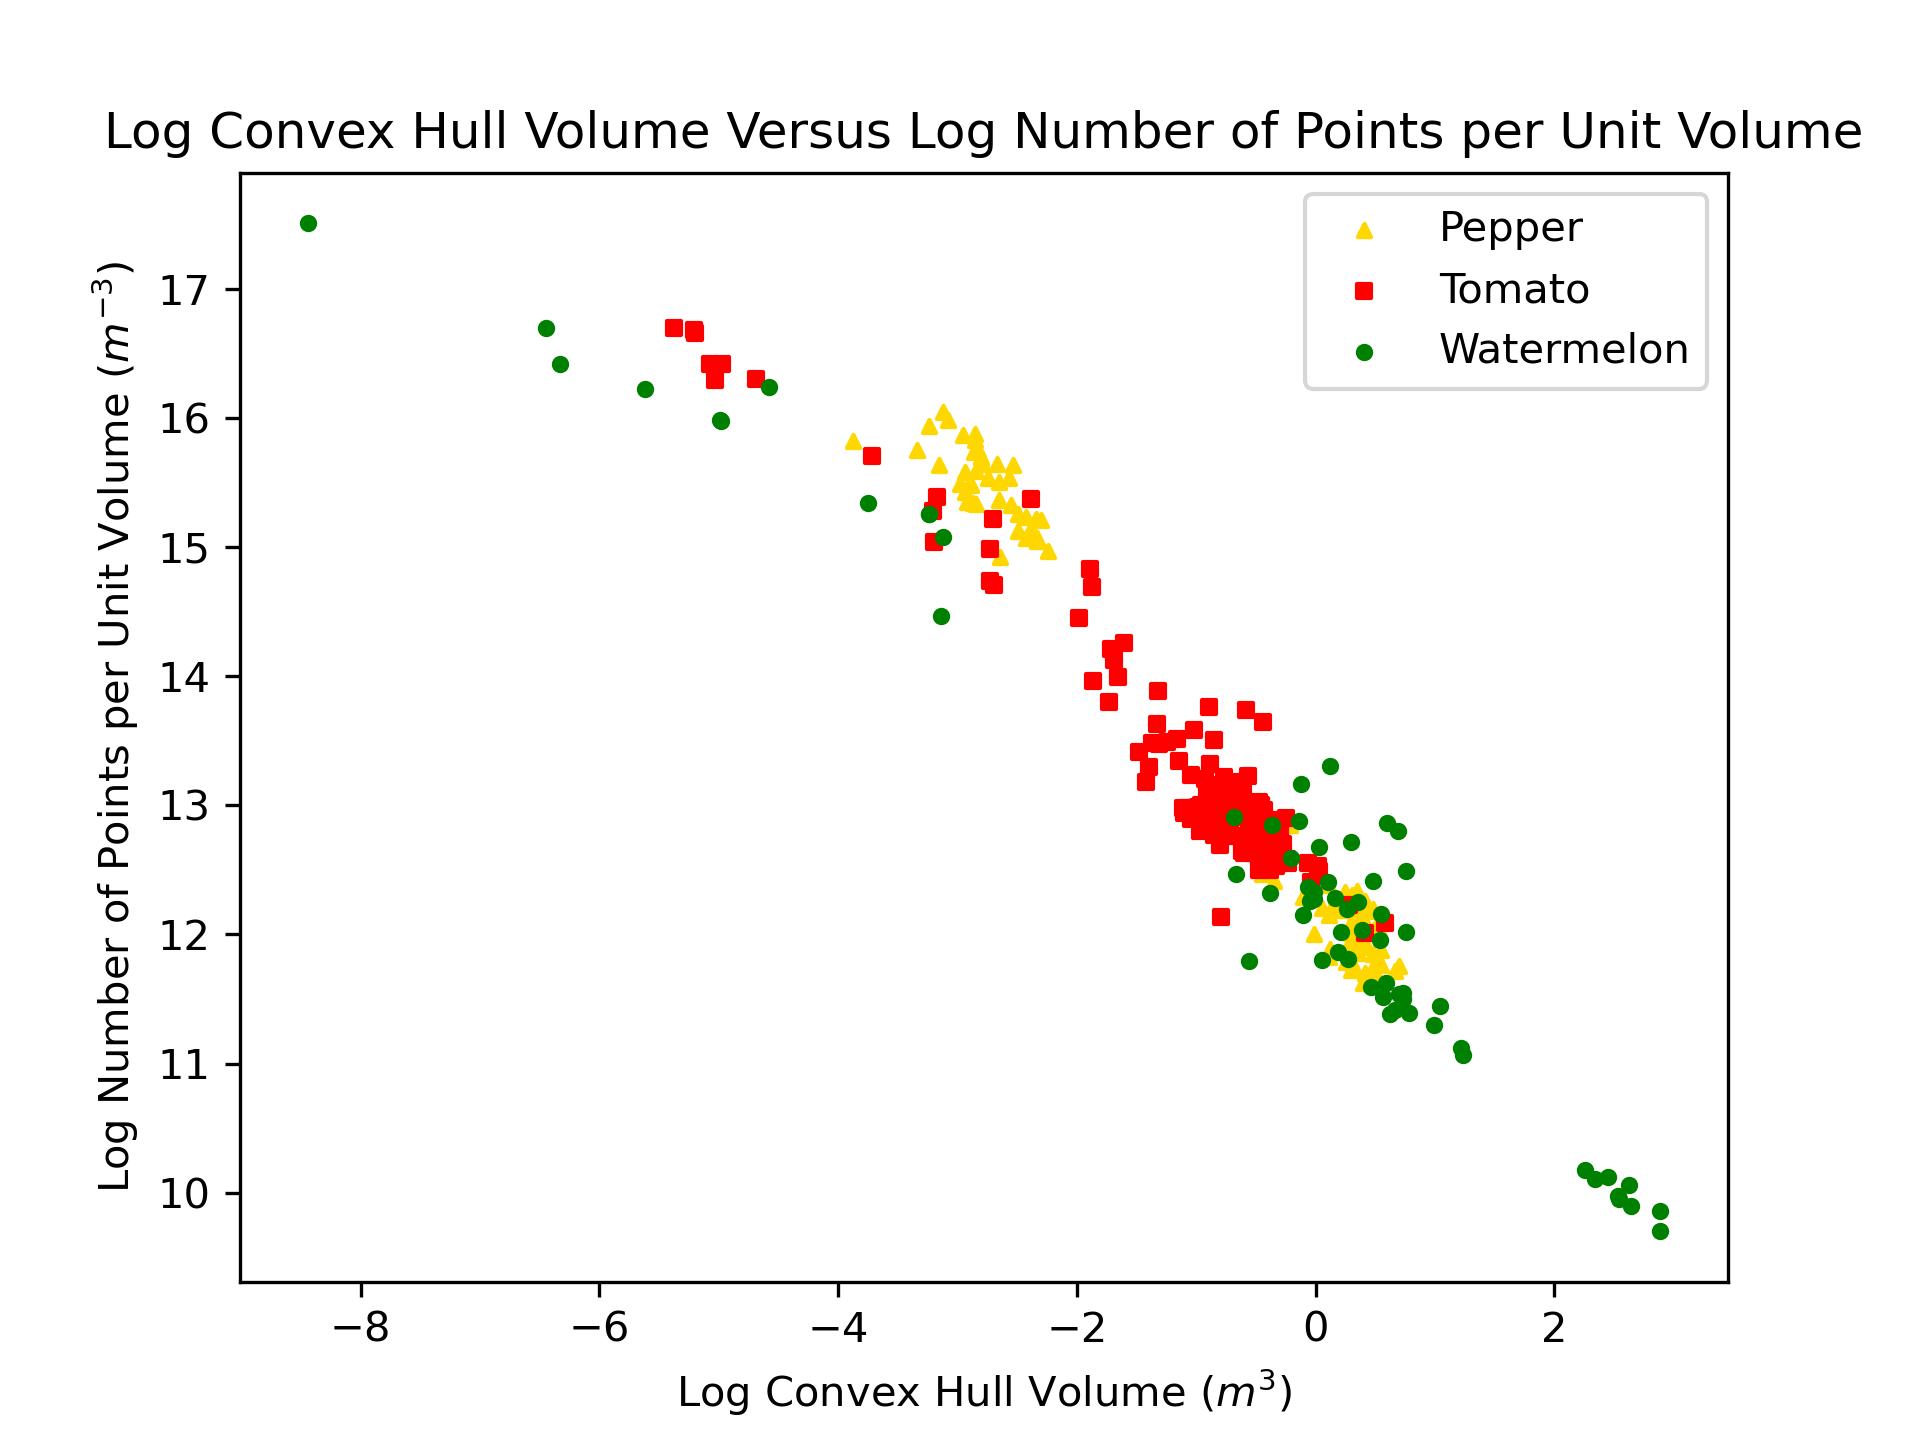 Log Convex Hull Volume Versus Log Number of Points per Unit Volume
Pepper
Tomato
Watermelon
Log Number of Points per Unit Volume (m⁻³)
17
16
15
14
13
12
11
10
−8 −6 −4 −2 0 2
Log Convex Hull Volume (m³)